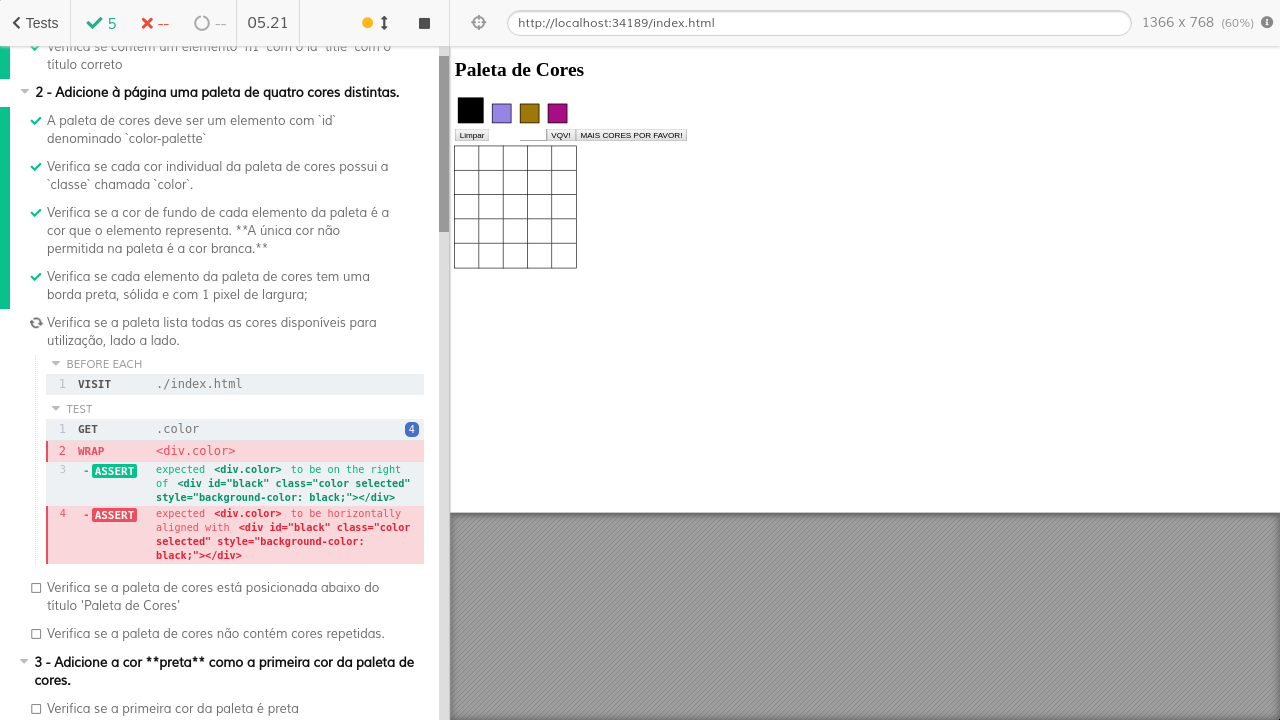 Tests
5
--
--
05.21
http://localhost:34189/index.html
1366 x 768 (60%)
Verifica se contém um elemento `h1` com o id `title` com o
título correto
2 - Adicione à página uma paleta de quatro cores distintas.
A paleta de cores deve ser um elemento com `id`
denominado `color-palette`
Verifica se cada cor individual da paleta de cores possui a
`classe` chamada `color`.
Verifica se a cor de fundo de cada elemento da paleta é a
cor que o elemento representa. **A única cor não
permitida na paleta é a cor branca.**
Verifica se cada elemento da paleta de cores tem uma
borda preta, sólida e com 1 pixel de largura;
Verifica se a paleta lista todas as cores disponíveis para
utilização, lado a lado.
BEFORE EACH
1 VISIT ./index.html
TEST
1 GET .color 4
2 WRAP <div.color>
3 -ASSERT expected <div.color> to be on the right
of <div id="black" class="color selected"
style="background-color: black;"></div>
4 -ASSERT expected <div.color> to be horizontally
aligned with <div id="black" class="color
selected" style="background-color:
black;"></div>
Verifica se a paleta de cores está posicionada abaixo do
título 'Paleta de Cores'
Verifica se a paleta de cores não contém cores repetidas.
3 - Adicione a cor **preta** como a primeira cor da paleta de
cores.
Verifica se a primeira cor da paleta é preta
Paleta de Cores
Limpar
VQV!
MAIS CORES POR FAVOR!